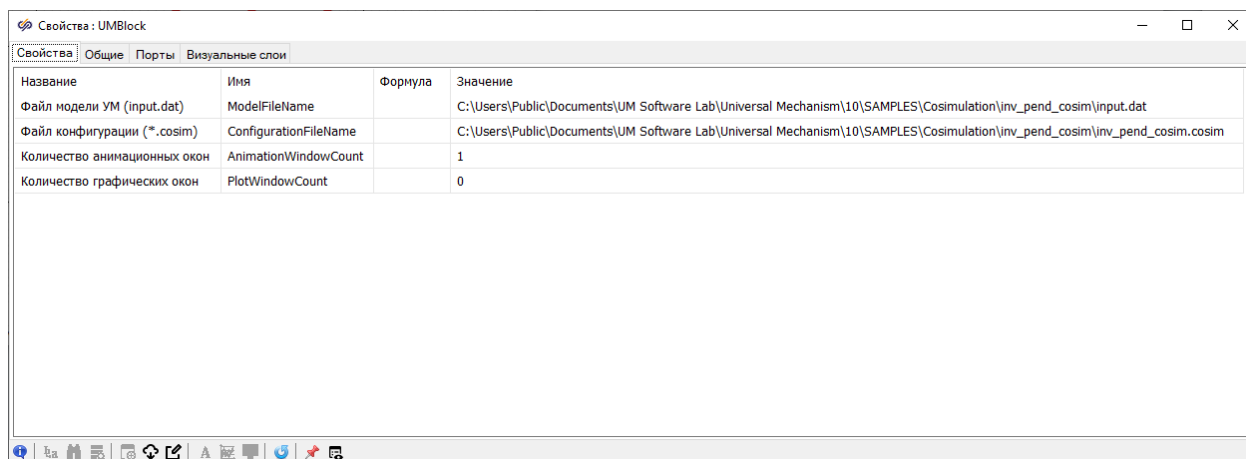 Свойства : UMBlock
Свойства Общие Порты Визуальные слои
Название Имя Формула Значение
Файл модели УМ (input.dat) ModelFileName C:\Users\Public\Documents\UM Software Lab\Universal Mechanism\10\SAMPLES\Cosimulation\inv_pend_cosim\input.dat
Файл конфигурации (*.cosim) ConfigurationFileName C:\Users\Public\Documents\UM Software Lab\Universal Mechanism\10\SAMPLES\Cosimulation\inv_pend_cosim\inv_pend_cosim.cosim
Количество анимационных окон AnimationWindowCount 1
Количество графических окон PlotWindowCount 0